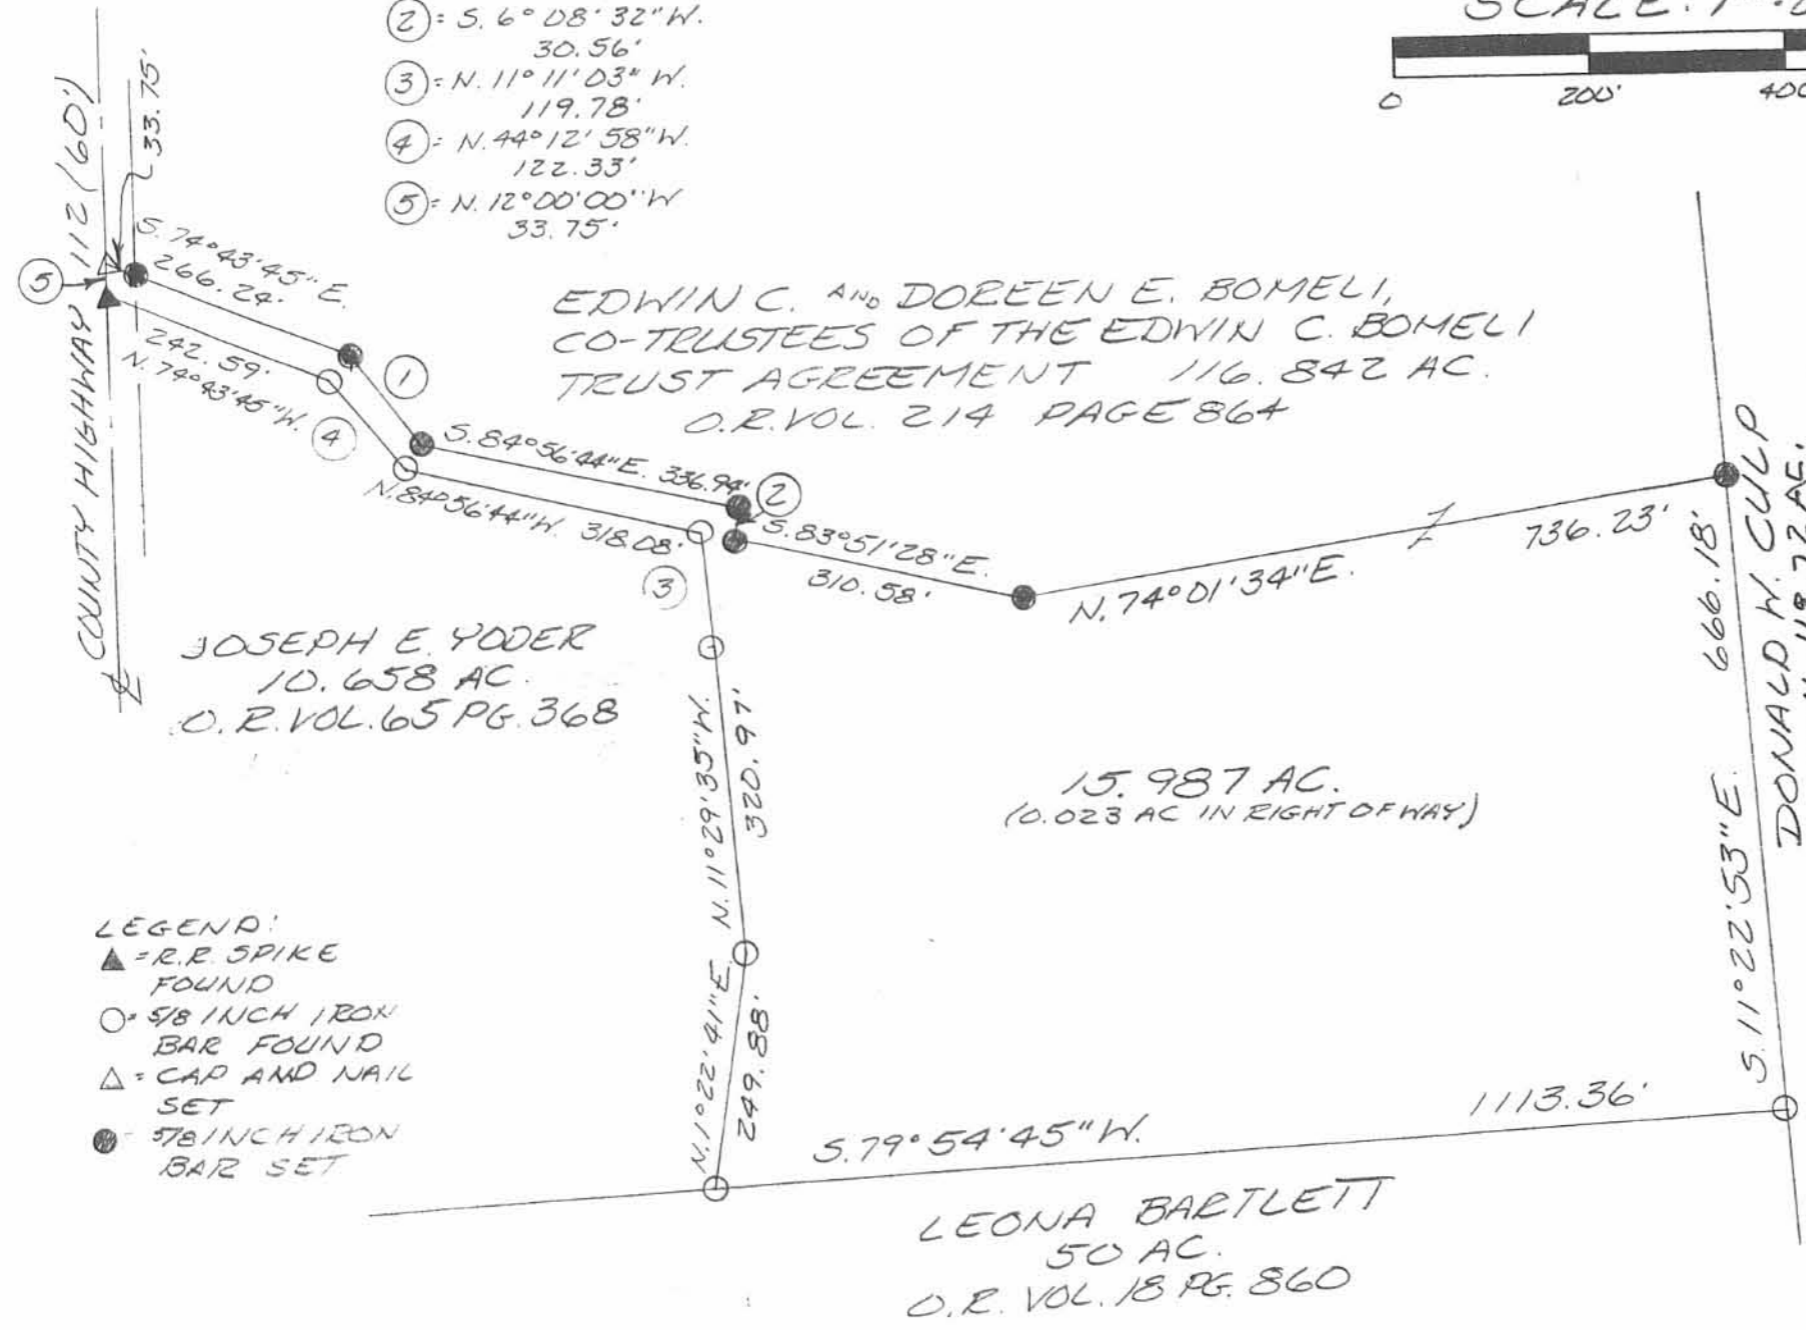 ② = S. 6° 08' 32" W.
30.56'
③ = N. 11° 11' 03" W.
119.78'
④ = N. 44° 12' 58" W.
122.33'
⑤ = N. 12° 00' 00" W
33.75'
0 200' 400
COUNTY HIGHWAY 112 (60')
33.75'
⑤
S. 74° 43' 45" E.
266.24'
242.59'
N. 74° 43' 45" W.
①
④
EDWIN C. AND DOREEN E. BOMELI,
CO-TRUSTEES OF THE EDWIN C. BOMELI
TRUST AGREEMENT 116.842 AC.
O.R. VOL. 214 PAGE 864
S. 84° 56' 44" E. 336.94'
②
N. 84° 56' 44" W. 318.08'
③
S. 83° 51' 28" E.
310.58'
N. 74° 01' 34" E.
736.23'
S. 11° 22' 53" E. 666.18'
DONALD W. CULP
JOSEPH E. YODER
10.658 AC.
O.R. VOL. 65 PG. 368
N. 11° 29' 35" W.
320.97'
15.987 AC.
(0.023 AC IN RIGHT OF WAY)
N. 1° 22' 41" E.
249.88'
LEGEND:
▲ = R.R. SPIKE
FOUND
○ = 5/8 INCH IRON
BAR FOUND
△ = CAP AND NAIL
SET
● = 5/8 INCH IRON
BAR SET
S. 79° 54' 45" W.
1113.36'
LEONA BARTLETT
50 AC.
O.R. VOL. 18 PG. 860